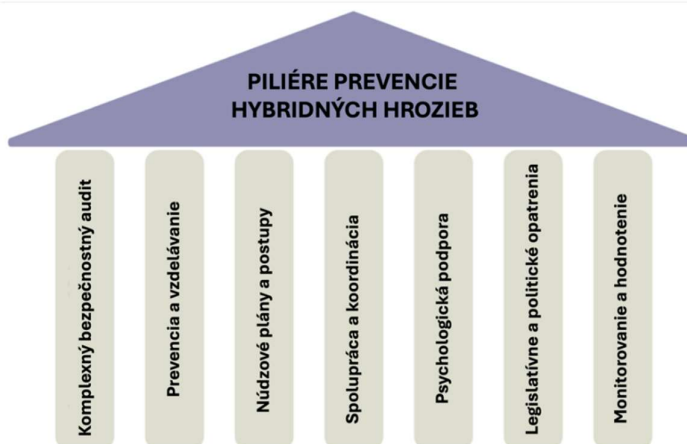 PILIÉRE PREVENCIE
HYBRIDNÝCH HROZIEB
Komplexný bezpečnostný audit
Prevencia a vzdelávanie
Núdzové plány a postupy
Spolupráca a koordinácia
Psychologická podpora
Legislatívne a politické opatrenia
Monitorovanie a hodnotenie